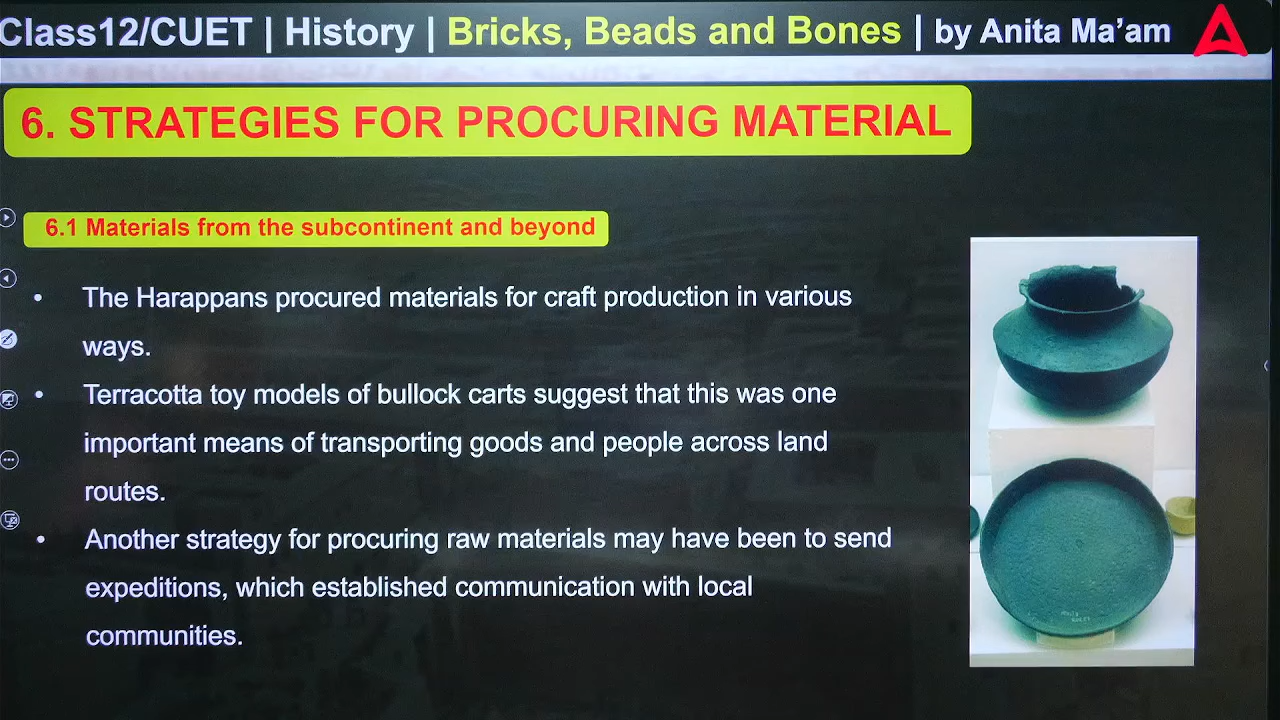 Class12/CUET | History | Bricks, Beads and Bones | by Anita Ma’am
6. STRATEGIES FOR PROCURING MATERIAL
6.1 Materials from the subcontinent and beyond
• The Harappans procured materials for craft production in various
ways.
• Terracotta toy models of bullock carts suggest that this was one
important means of transporting goods and people across land
routes.
• Another strategy for procuring raw materials may have been to send
expeditions, which established communication with local
communities.